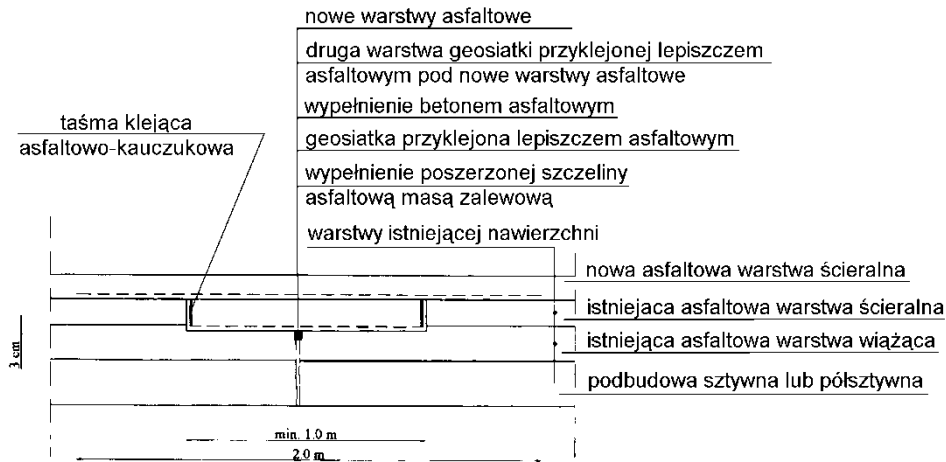 nowe warstwy asfaltowe
druga warstwa geosiatki przyklejonej lepiszczem
asfaltowym pod nowe warstwy asfaltowe
wypełnienie betonem asfaltowym
geosiatka przyklejona lepiszczem asfaltowym
wypełnienie poszerzonej szczeliny
asfaltową masą zalewową
warstwy istniejącej nawierzchni
taśma klejąca
asfaltowo-kauczukowa
nowa asfaltowa warstwa ścieralna
istniejaca asfaltowa warstwa ścieralna
istniejąca asfaltowa warstwa wiążąca
podbudowa sztywna lub półsztywna
3 cm
min. 1.0 m
2.0 m